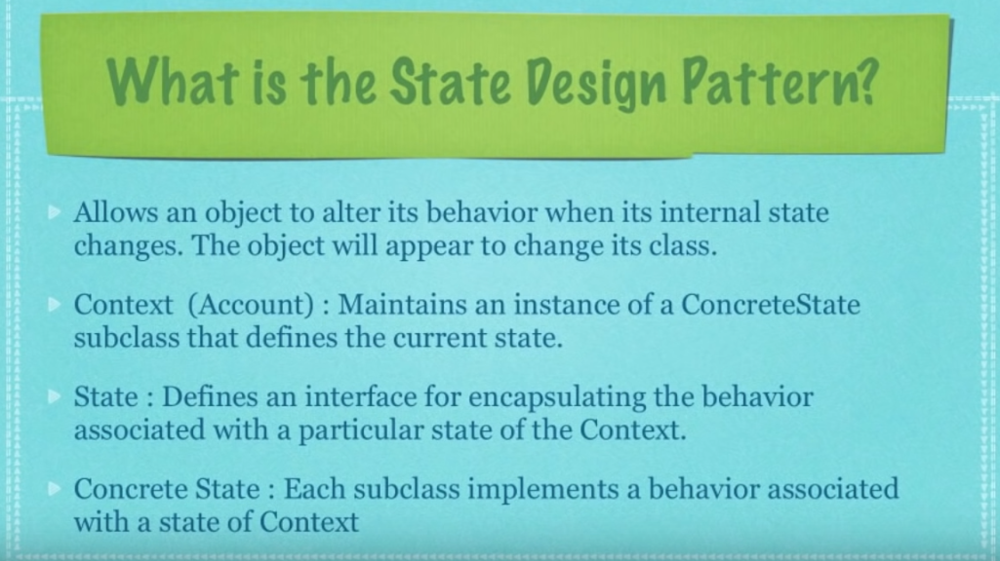 What is the State Design Pattern?
Allows an object to alter its behavior when its internal state
changes. The object will appear to change its class.
Context (Account) : Maintains an instance of a ConcreteState
subclass that defines the current state.
State : Defines an interface for encapsulating the behavior
associated with a particular state of the Context.
Concrete State : Each subclass implements a behavior associated
with a state of Context